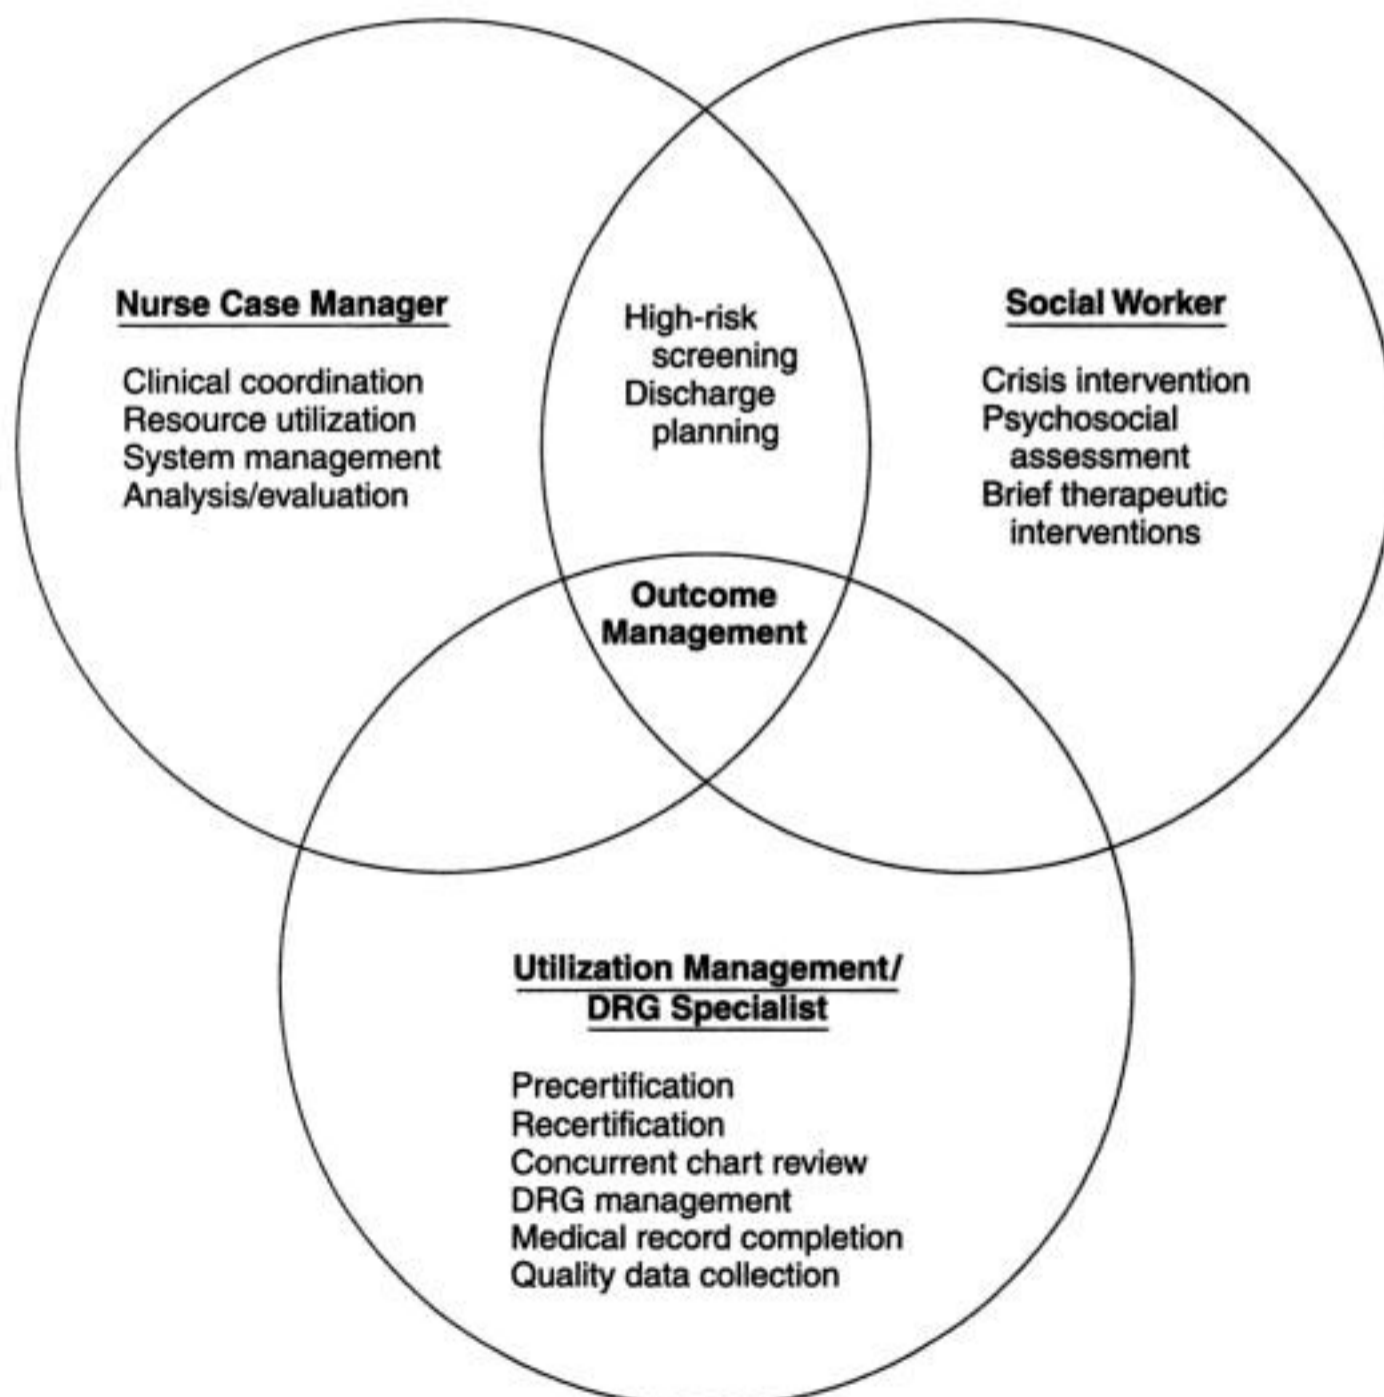 Nurse Case Manager
Clinical coordination
Resource utilization
System management
Analysis/evaluation
High-risk
screening
Discharge
planning
Social Worker
Crisis intervention
Psychosocial
assessment
Brief therapeutic
interventions
Outcome
Management
Utilization Management/
DRG Specialist
Precertification
Recertification
Concurrent chart review
DRG management
Medical record completion
Quality data collection